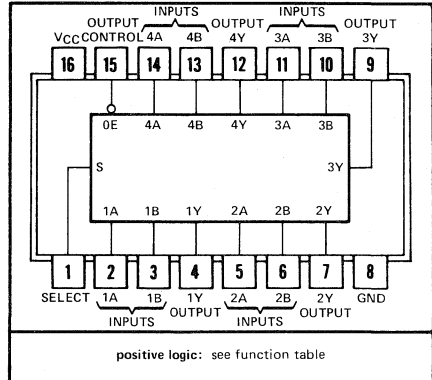 INPUTS INPUTS
OUTPUT OUTPUT OUTPUT
VCC CONTROL 4A 4B 4Y 3A 3B 3Y
16 15 14 13 12 11 10 9
0E 4A 4B 4Y 3A 3B
S 3Y
1A 1B 1Y 2A 2B 2Y
1 2 3 4 5 6 7 8
SELECT 1A 1B 1Y 2A 2B 2Y GND
OUTPUT OUTPUT
INPUTS INPUTS
positive logic: see function table